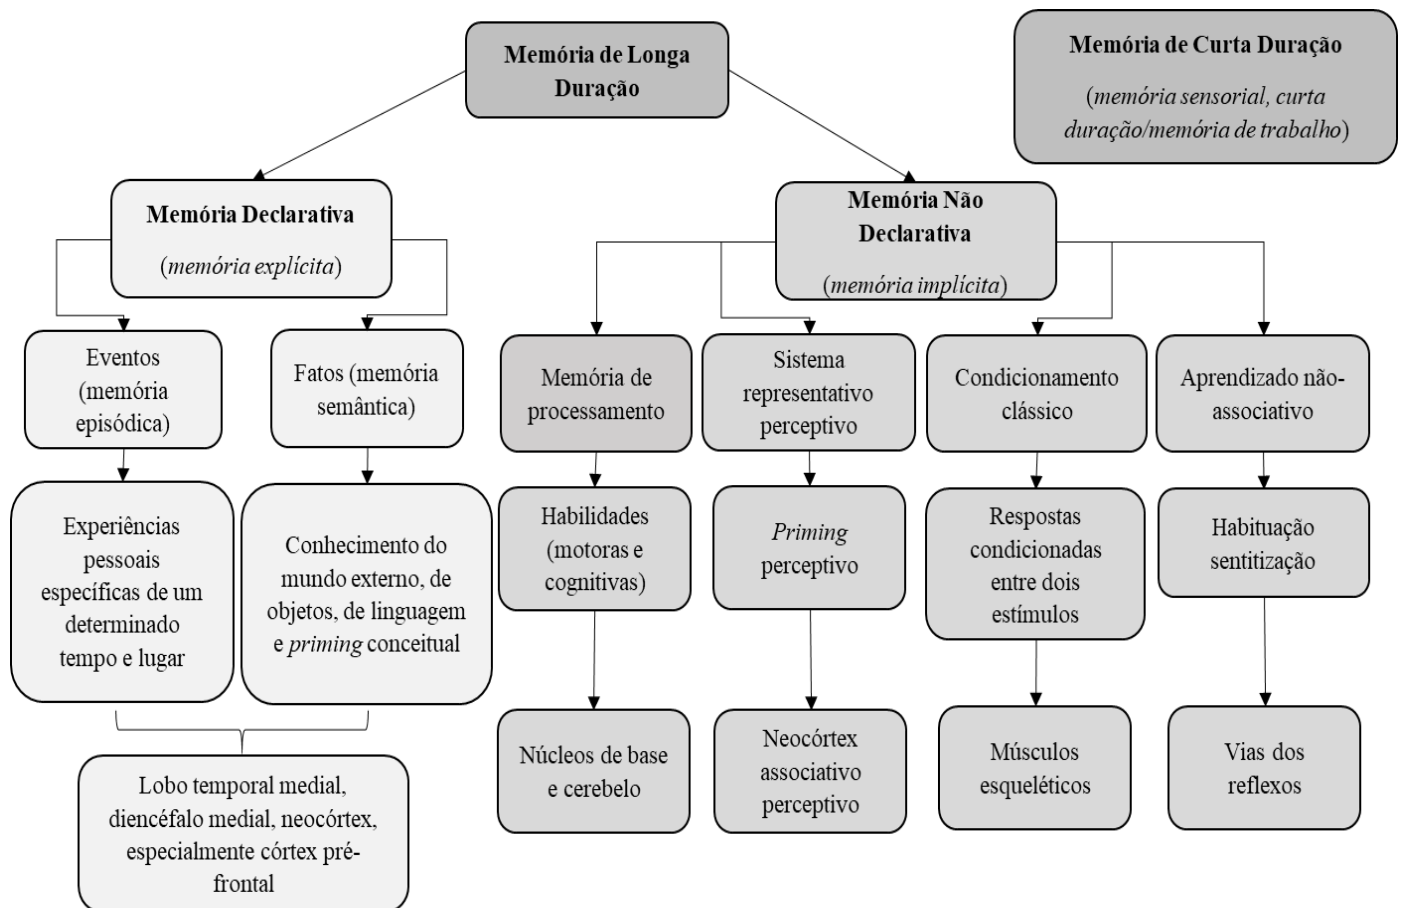 Memória de Longa
Duração
Memória de Curta Duração
(memória sensorial, curta
duração/memória de trabalho)
Memória Declarativa
(memória explícita)
Memória Não
Declarativa
(memória implícita)
Eventos
(memória
episódica)
Fatos (memória
semântica)
Memória de
processamento
Sistema
representativo
perceptivo
Condicionamento
clássico
Aprendizado não-
associativo
Experiências
pessoais
específicas de um
determinado
tempo e lugar
Conhecimento do
mundo externo, de
objetos, de linguagem
e priming conceitual
Habilidades
(motoras e
cognitivas)
Priming
perceptivo
Respostas
condicionadas
entre dois
estímulos
Habituação
sentitização
Lobo temporal medial,
diencéfalo medial, neocórtex,
especialmente córtex pré-
frontal
Núcleos de base
e cerebelo
Neocórtex
associativo
perceptivo
Músculos
esqueléticos
Vias dos
reflexos